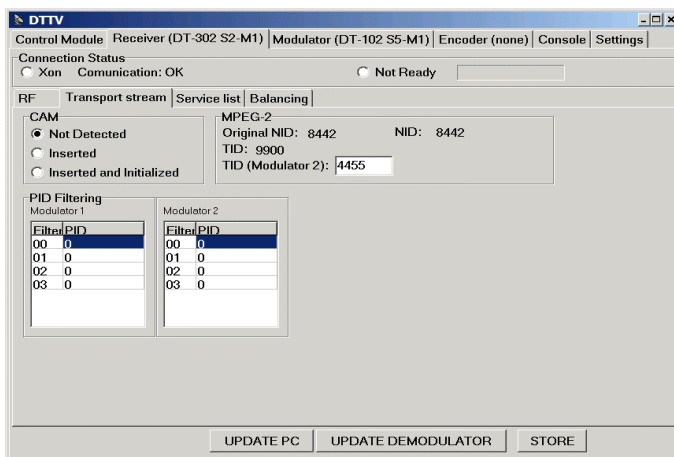 DTTV
Control Module Receiver (DT-302 S2-M1) Modulator (DT-102 S5-M1) Encoder (none) Console Settings
Connection Status
Xon Comunication: OK Not Ready
RF Transport stream Service list Balancing
CAM
Not Detected
Inserted
Inserted and Initialized
MPEG-2
Original NID: 8442 NID: 8442
TID: 9900
TID (Modulator 2): 4455
PID Filtering
Modulator 1
Filter PID
00 0
01 0
02 0
03 0
Modulator 2
Filter PID
00 0
01 0
02 0
03 0
UPDATE PC UPDATE DEMODULATOR STORE